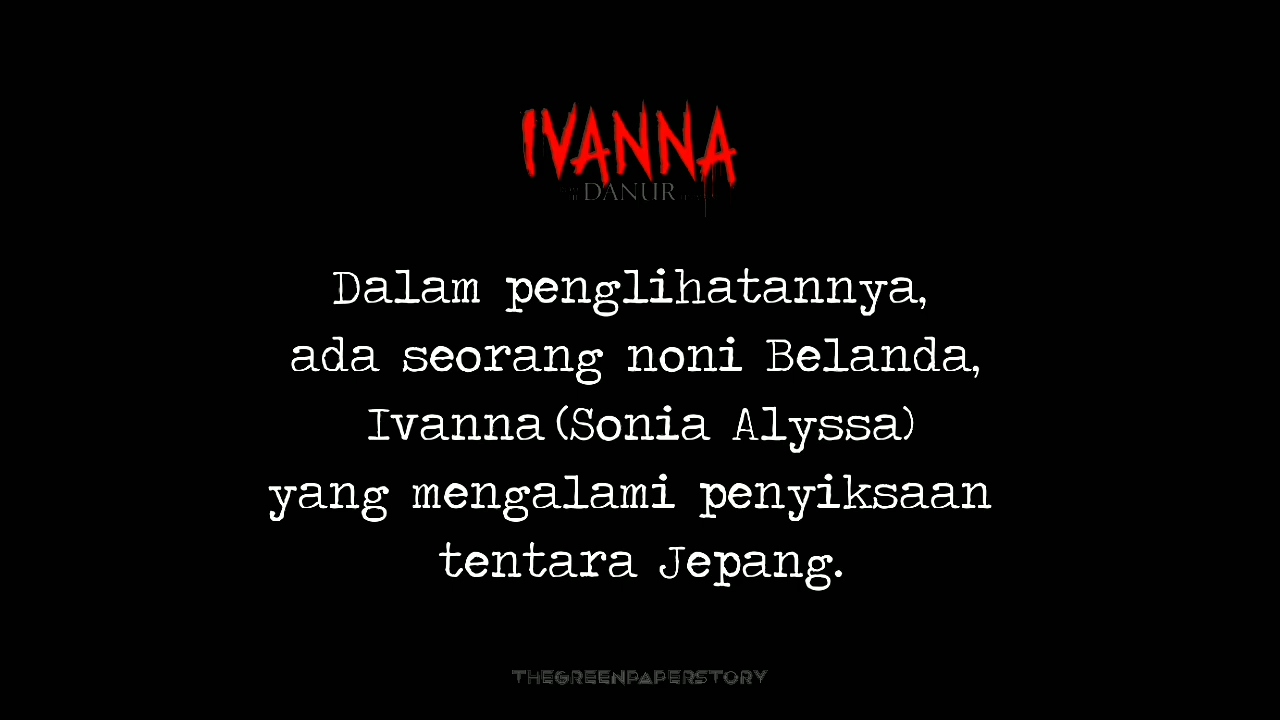 IVANNA
DANUR
Dalam penglihatannya,
ada seorang noni Belanda,
Ivanna(Sonia Alyssa)
yang mengalami penyiksaan
tentara Jepang.
THEGREENPAPERSTORY